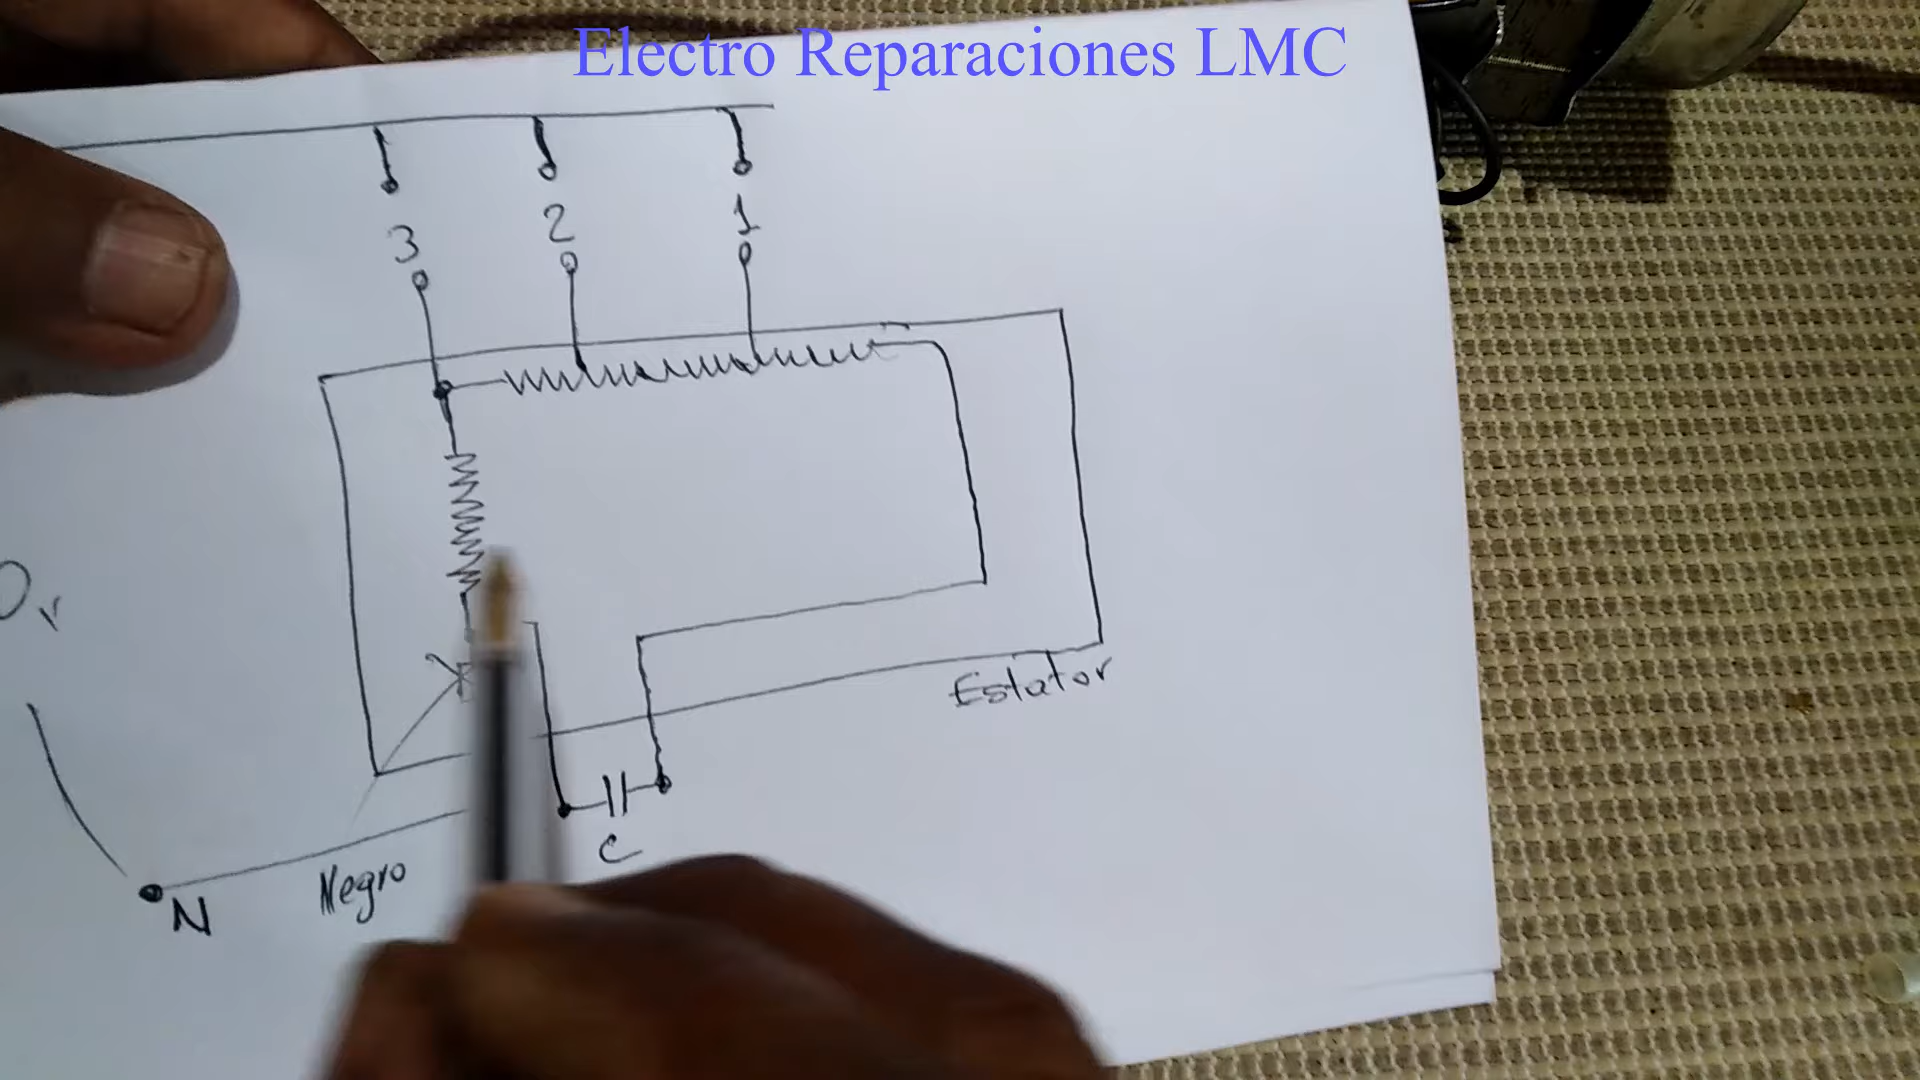 Electro Reparaciones LMC
3 2 1
Estator
C
Negro
N